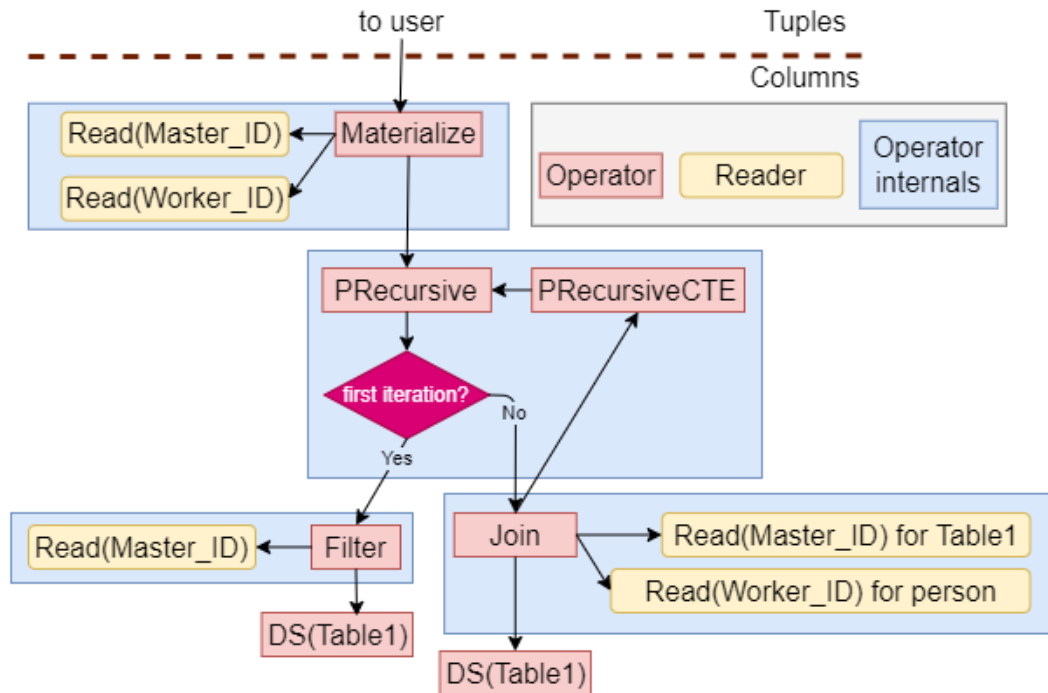 to user
Tuples
Columns
Read(Master_ID)
Materialize
Read(Worker_ID)
Operator
Reader
Operator
internals
PRecursive
PRecursiveCTE
first iteration?
No
Yes
Read(Master_ID)
Filter
Join
Read(Master_ID) for Table1
Read(Worker_ID) for person
DS(Table1)
DS(Table1)